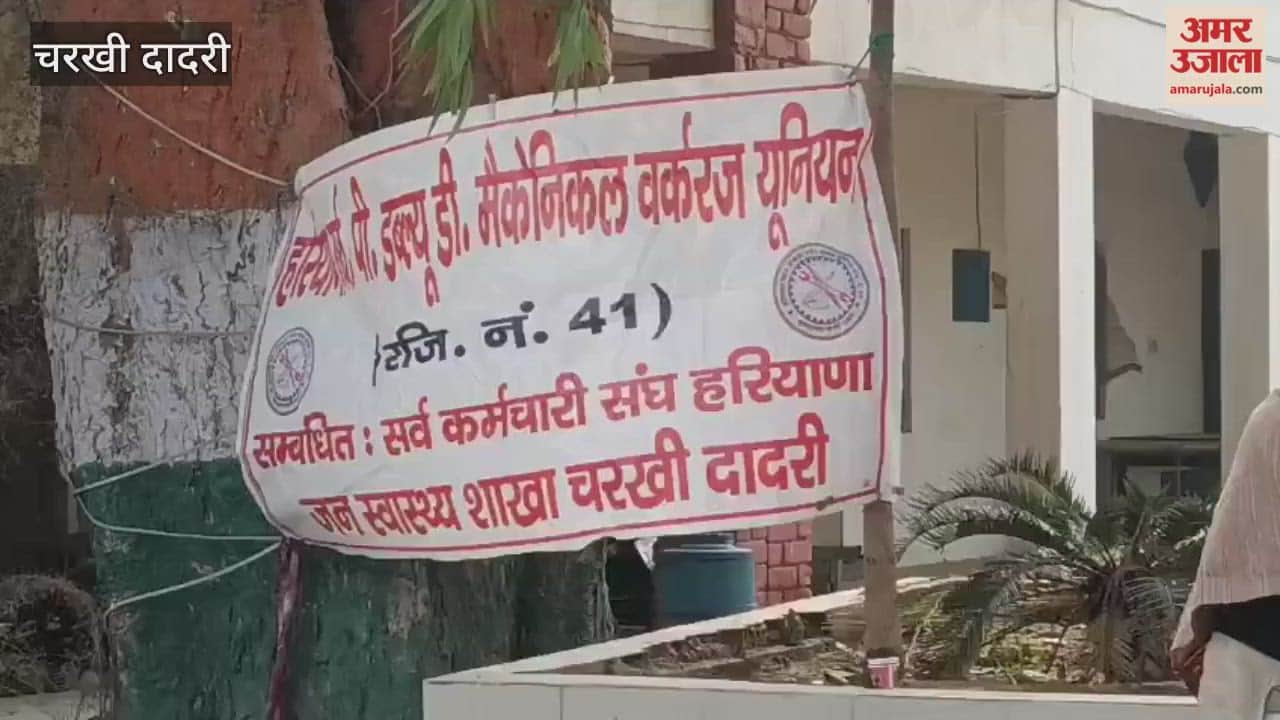 चरखी दादरी
अमर
उजाला
amarujala.com
हरियाणा पी. डब्ल्यू डी. मैकेनिकल वर्करज यूनियन
(रजि. नं. 41)
सम्बधित : सर्व कर्मचारी संघ हरियाणा
जन स्वास्थ्य शाखा चरखी दादरी